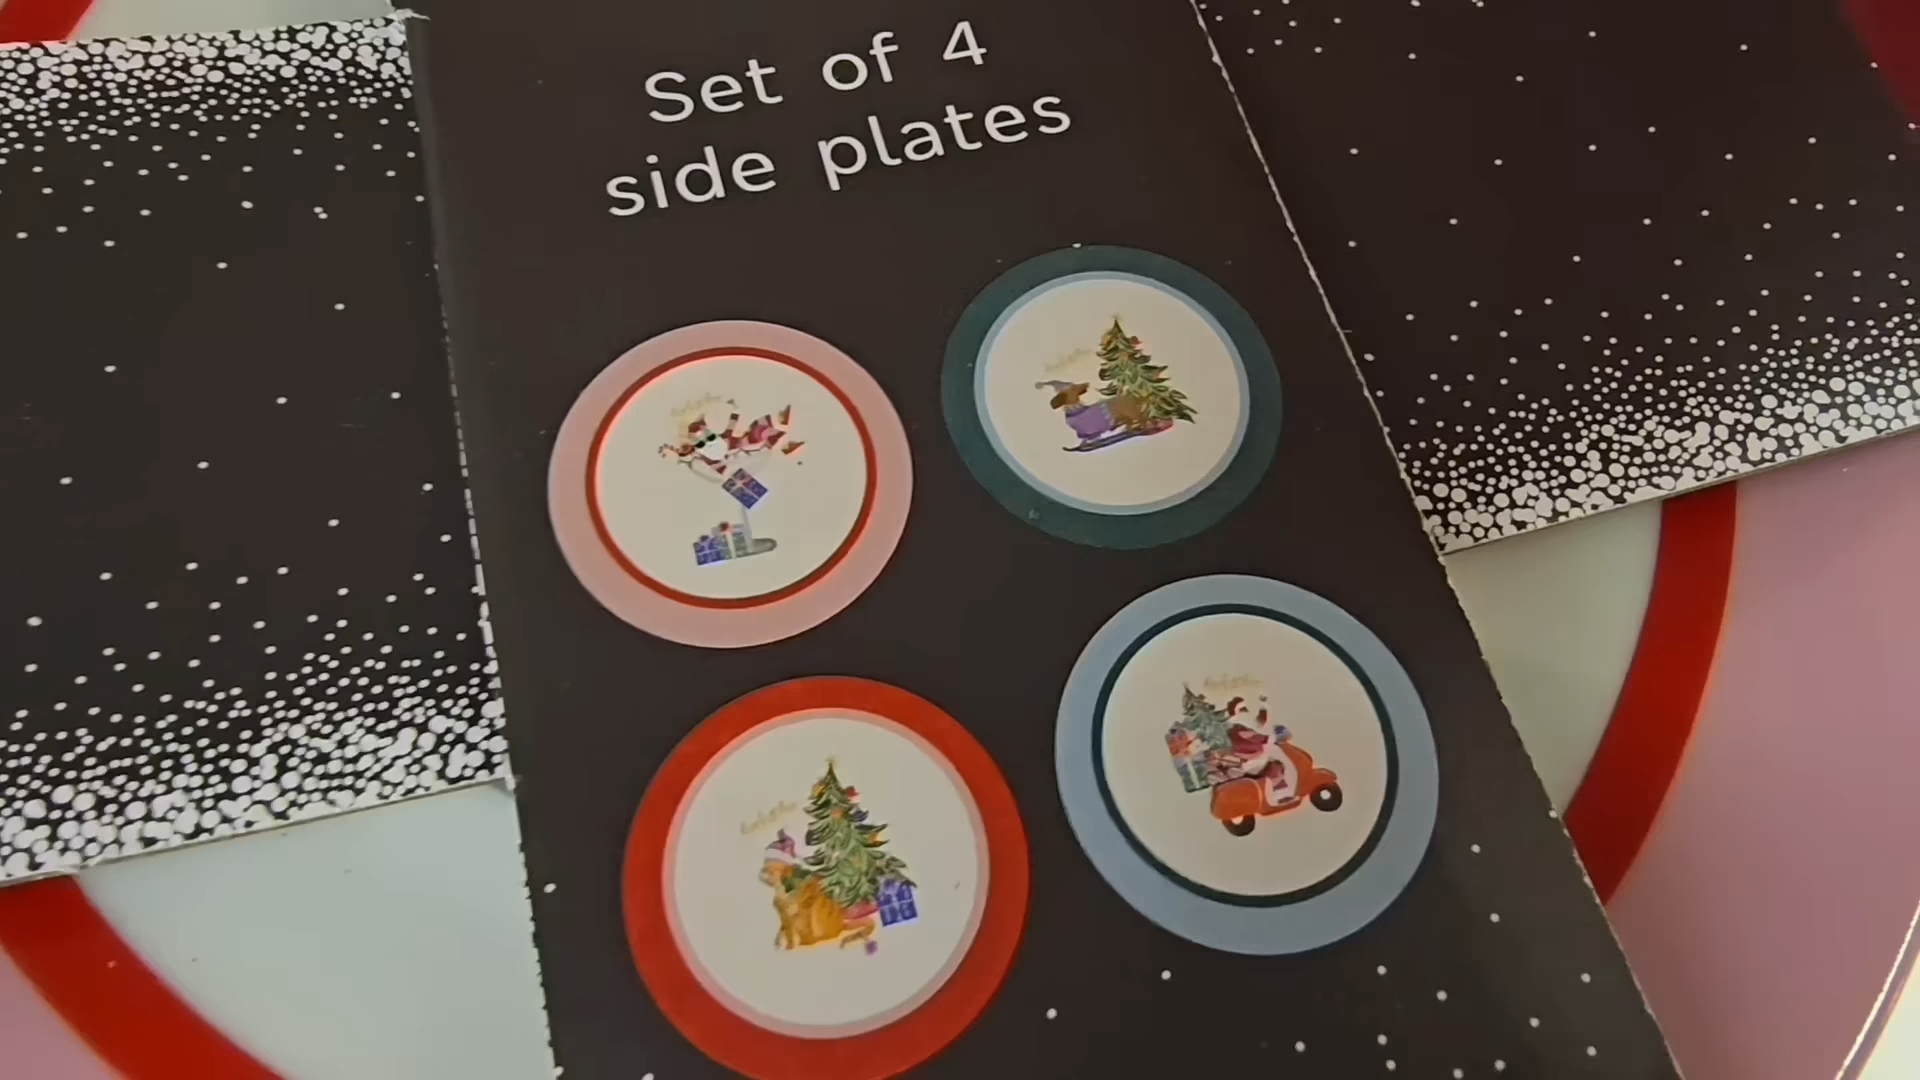 Set of 4
side plates